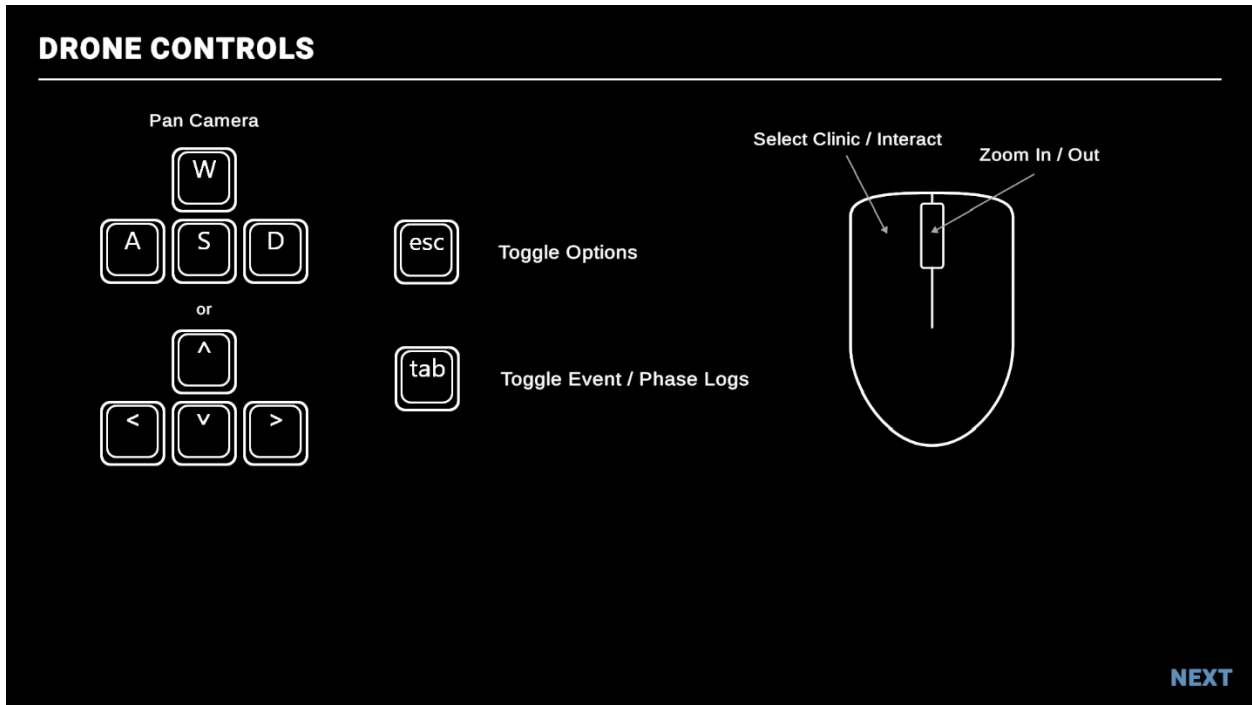 DRONE CONTROLS
Pan Camera
W
A S D
or
^
< v >
esc
Toggle Options
tab
Toggle Event / Phase Logs
Select Clinic / Interact
Zoom In / Out
NEXT